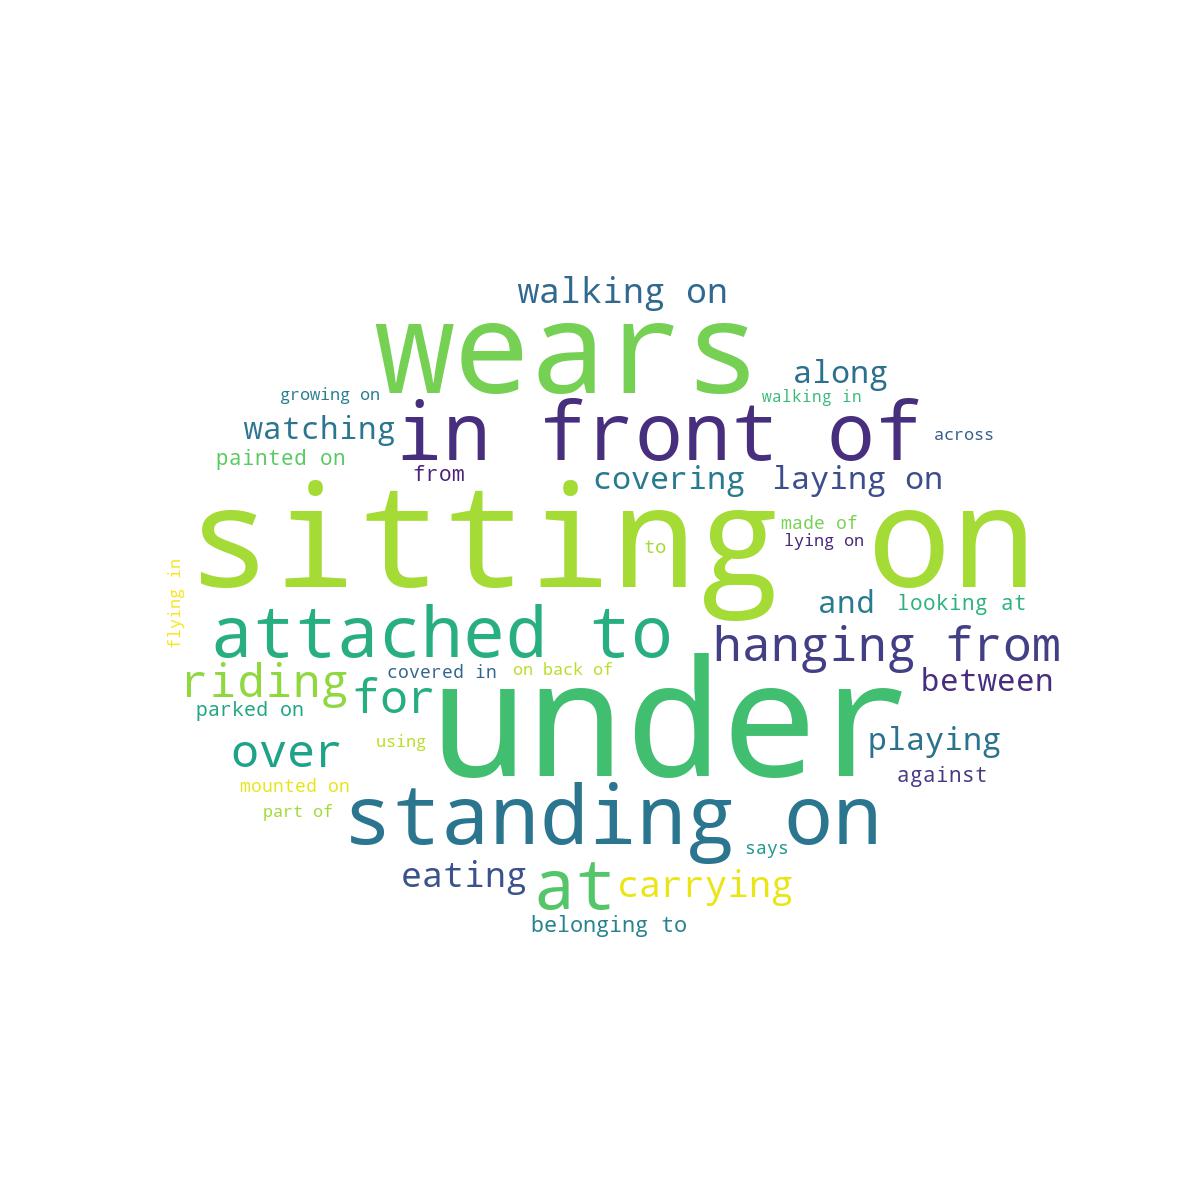 walking on
wears
along
growing on
walking in
watching
in front of
across
painted on
from
covering
laying on
sitting on
made of
lying on
to
flying in
and
looking at
attached to
hanging from
covered in
on back of
riding
between
for
under
parked on
over
using
playing
against
mounted on
part of
standing on
says
eating
at
carrying
belonging to